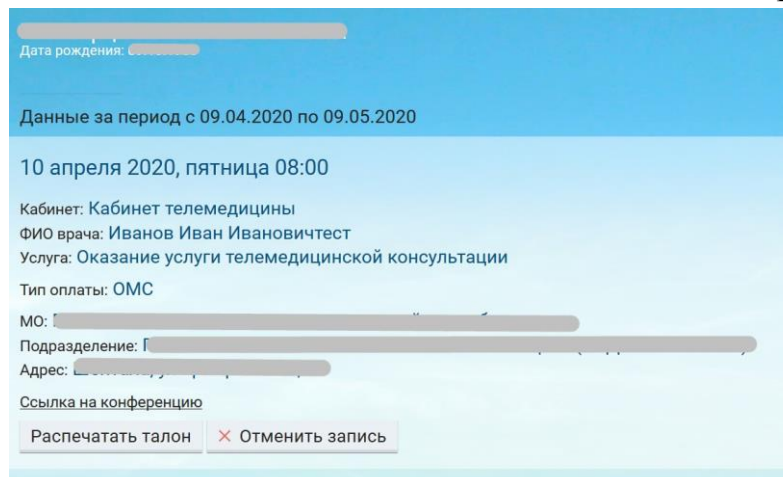 Дата рождения:
Данные за период с 09.04.2020 по 09.05.2020
10 апреля 2020, пятница 08:00
Кабинет: Кабинет телемедицины
ФИО врача: Иванов Иван Ивановичтест
Услуга: Оказание услуги телемедицинской консультации
Тип оплаты: ОМС
МО:
Подразделение:
Адрес:
Ссылка на конференцию
Распечатать талон × Отменить запись